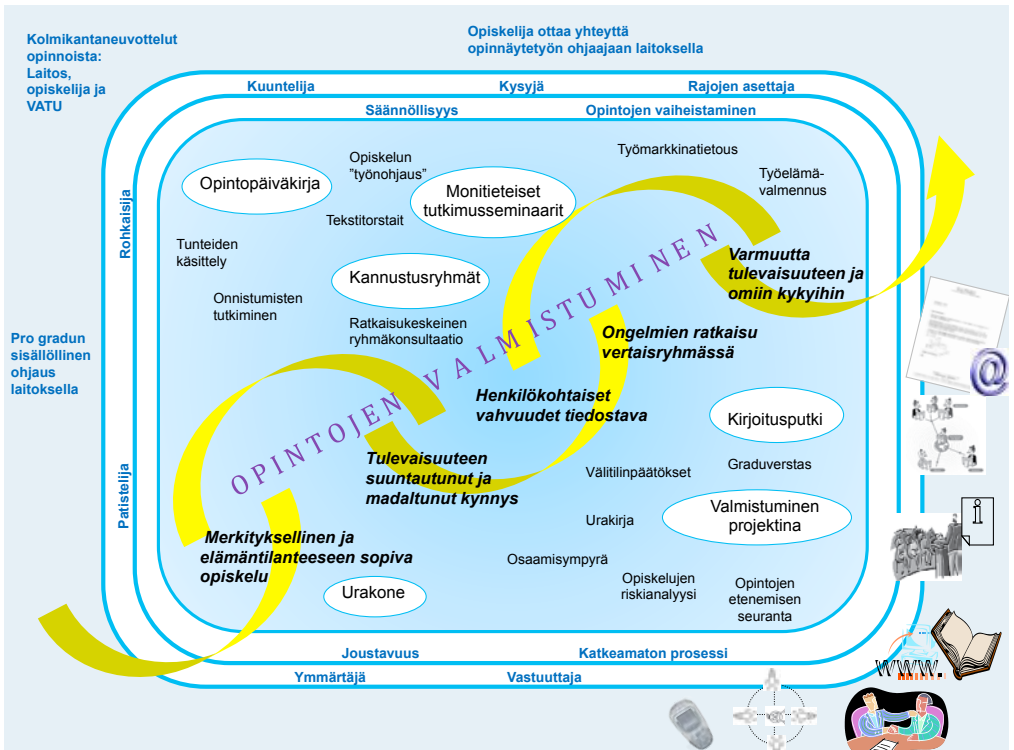 Kolmikantaneuvottelut
opinnoista:
Laitos,
opiskelija ja
VATU
Opiskelija ottaa yhteyttä
opinnäytetyön ohjaajaan laitoksella
Kuuntelija
Kysyjä
Rajojen asettaja
Säännöllisyys
Opintojen vaiheistaminen
Rohkaisija
Patistelija
Pro gradun
sisällöllinen
ohjaus
laitoksella
Opintopäiväkirja
Opiskelun
"työnohjaus"
Monitieteiset
tutkimusseminaarit
Työmarkkinatietous
Työelämä-
valmennus
Tekstitorstait
Tunteiden
käsittely
Kannustusryhmät
Onnistumisten
tutkiminen
Ratkaisukeskeinen
ryhmäkonsultaatio
OPINTOJEN VALMISTUMINEN
Varmuutta
tulevaisuuteen ja
omiin kykyihin
Ongelmien ratkaisu
vertaisryhmässä
Henkilökohtaiset
vahvuudet tiedostava
Tulevaisuuteen
suuntautunut ja
madaltunut kynnys
Merkityksellinen ja
elämäntilanteeseen sopiva
opiskelu
Kirjoitusputki
Välitilinpäätökset
Graduverstas
Urakirja
Valmistuminen
projektina
Osaamisympyrä
Opiskelujen
riskianalyysi
Opintojen
etenemisen
seuranta
Urakone
Joustavuus
Katkeamaton prosessi
Ymmärtäjä
Vastuuttaja
@
i
www.